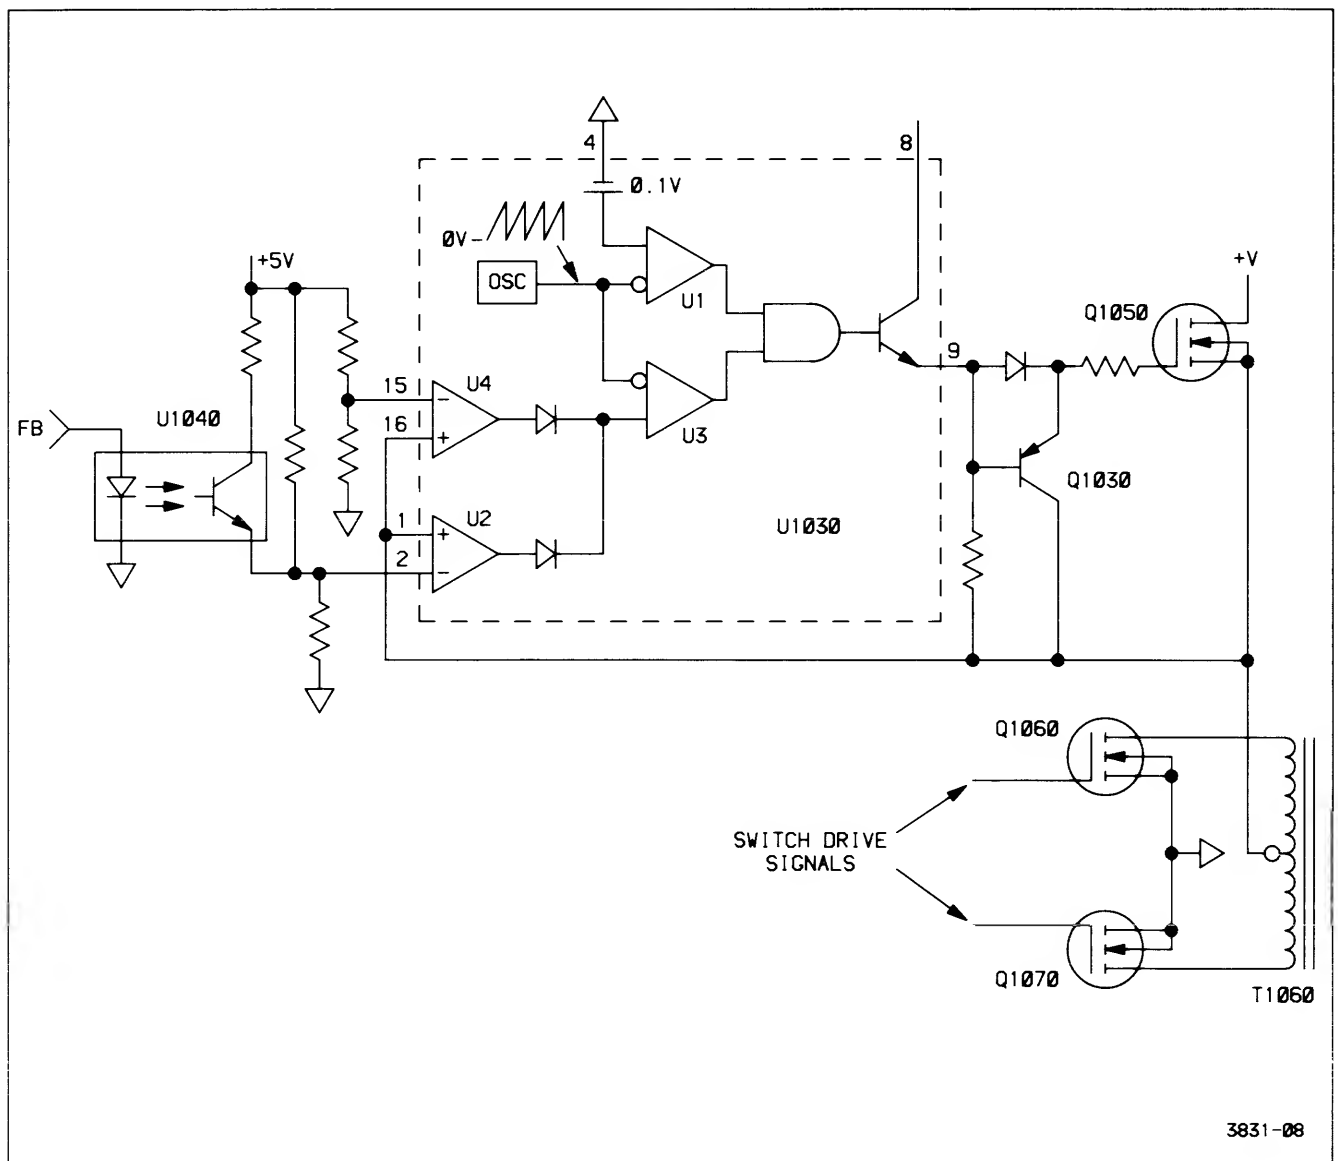 4
8
0.1V
0V-
+5V
OSC
U1
+V
Q1050
9
15
U4
U1040
16
U3
FB
Q1030
1
U2
U1030
2
Q1060
SWITCH DRIVE
SIGNALS
Q1070
T1060
3831-08